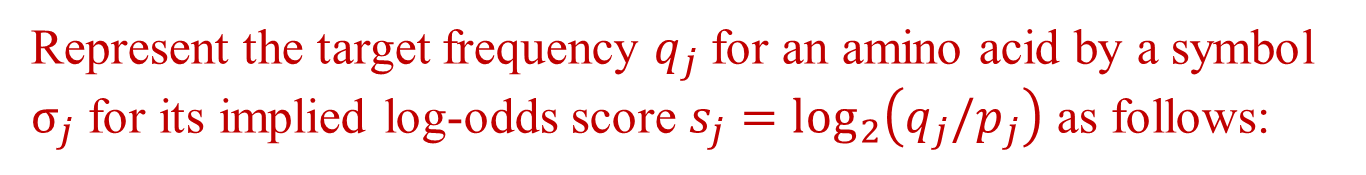 Represent the target frequency 𝑞ⱼ for an amino acid by a symbol
σⱼ for its implied log-odds score 𝑠ⱼ = log₂(𝑞ⱼ/𝑝ⱼ) as follows: